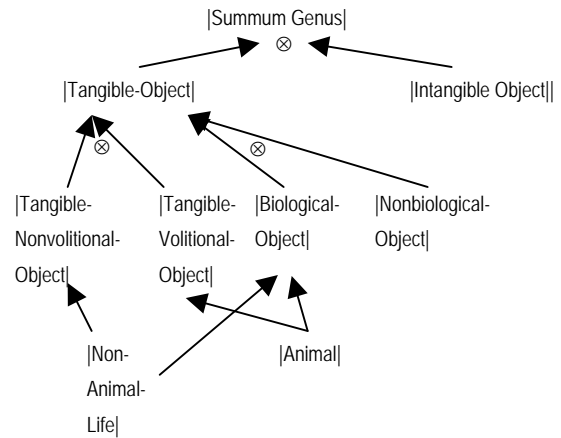 |Summum Genus|
⊗
|Tangible-Object|
|Intangible Object||
⊗
⊗
|Tangible-
Nonvolitional-
Object|
|Tangible-
Volitional-
Object|
|Biological-
Object|
|Nonbiological-
Object|
|Non-
Animal-
Life|
|Animal|